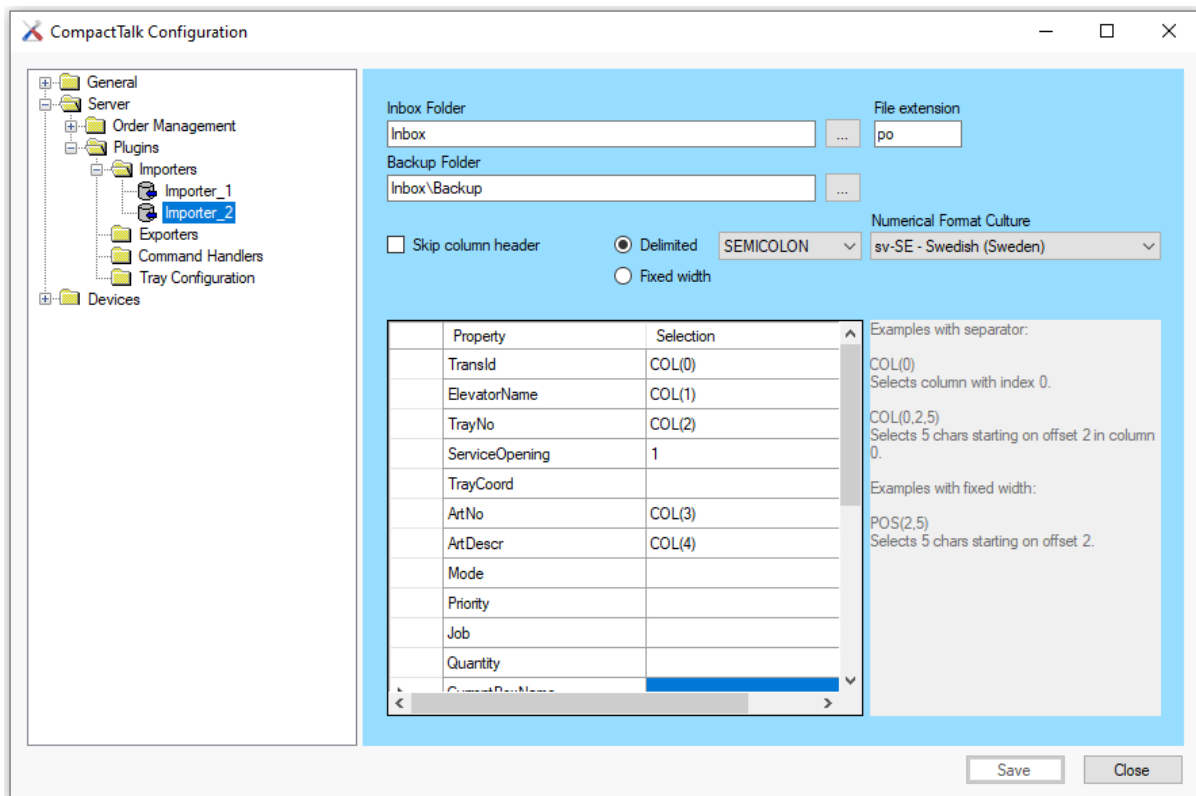 CompactTalk Configuration
General
Server
Order Management
Plugins
Importers
Importer_1
Importer_2
Exporters
Command Handlers
Tray Configuration
Devices
Inbox Folder
File extension
Inbox
...
po
Backup Folder
Inbox\Backup
...
Numerical Format Culture
Skip column header
Delimited
SEMICOLON
sv-SE - Swedish (Sweden)
Fixed width
Property Selection
TransId COL(0)
ElevatorName COL(1)
TrayNo COL(2)
ServiceOpening 1
TrayCoord
ArtNo COL(3)
ArtDescr COL(4)
Mode
Priority
Job
Quantity
CurrentBoxName
Examples with separator:
COL(0)
Selects column with index 0.
COL(0,2,5)
Selects 5 chars starting on offset 2 in column
0.
Examples with fixed width:
POS(2,5)
Selects 5 chars starting on offset 2.
Save
Close